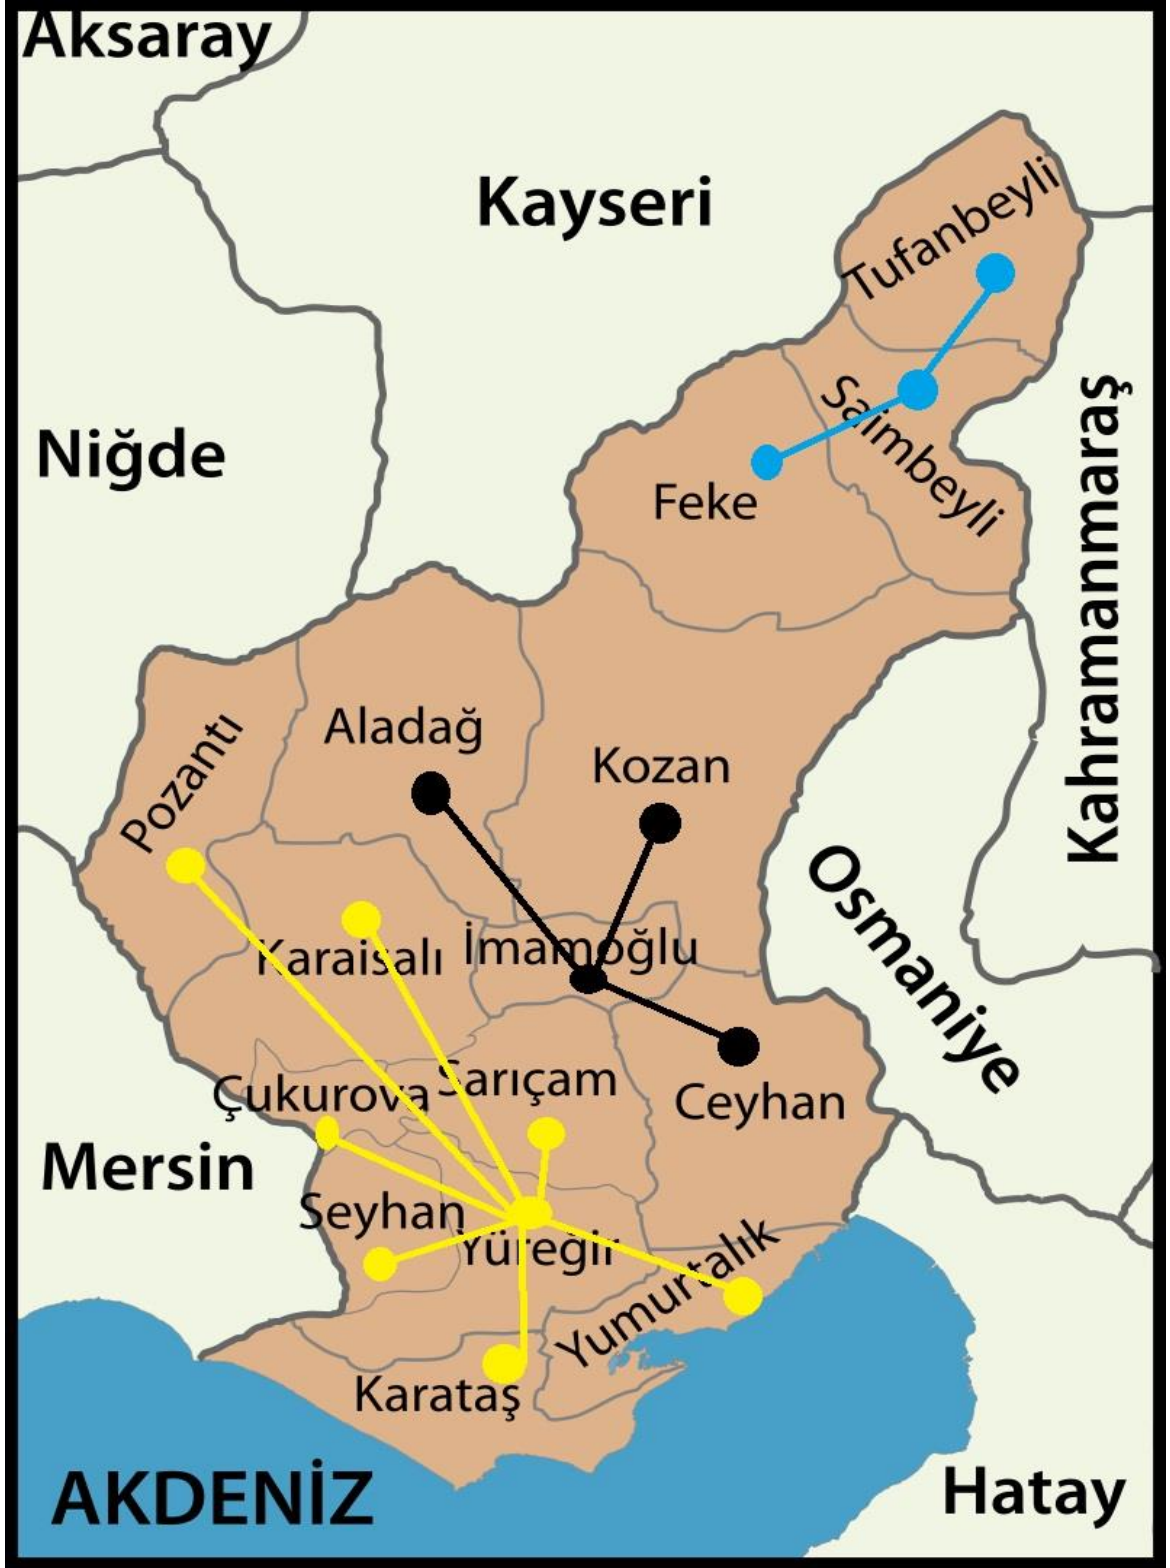 Aksaray
Kayseri
Tufanbeyli
Niğde
Saimbeyli
Feke
Kahramanmaraş
Aladağ
Kozan
Pozantı
Osmaniye
Karaisalı
İmamoğlu
Sarıçam
Çukurova
Ceyhan
Mersin
Seyhan
Yüreğir
Yumurtalık
Karataş
AKDENİZ
Hatay